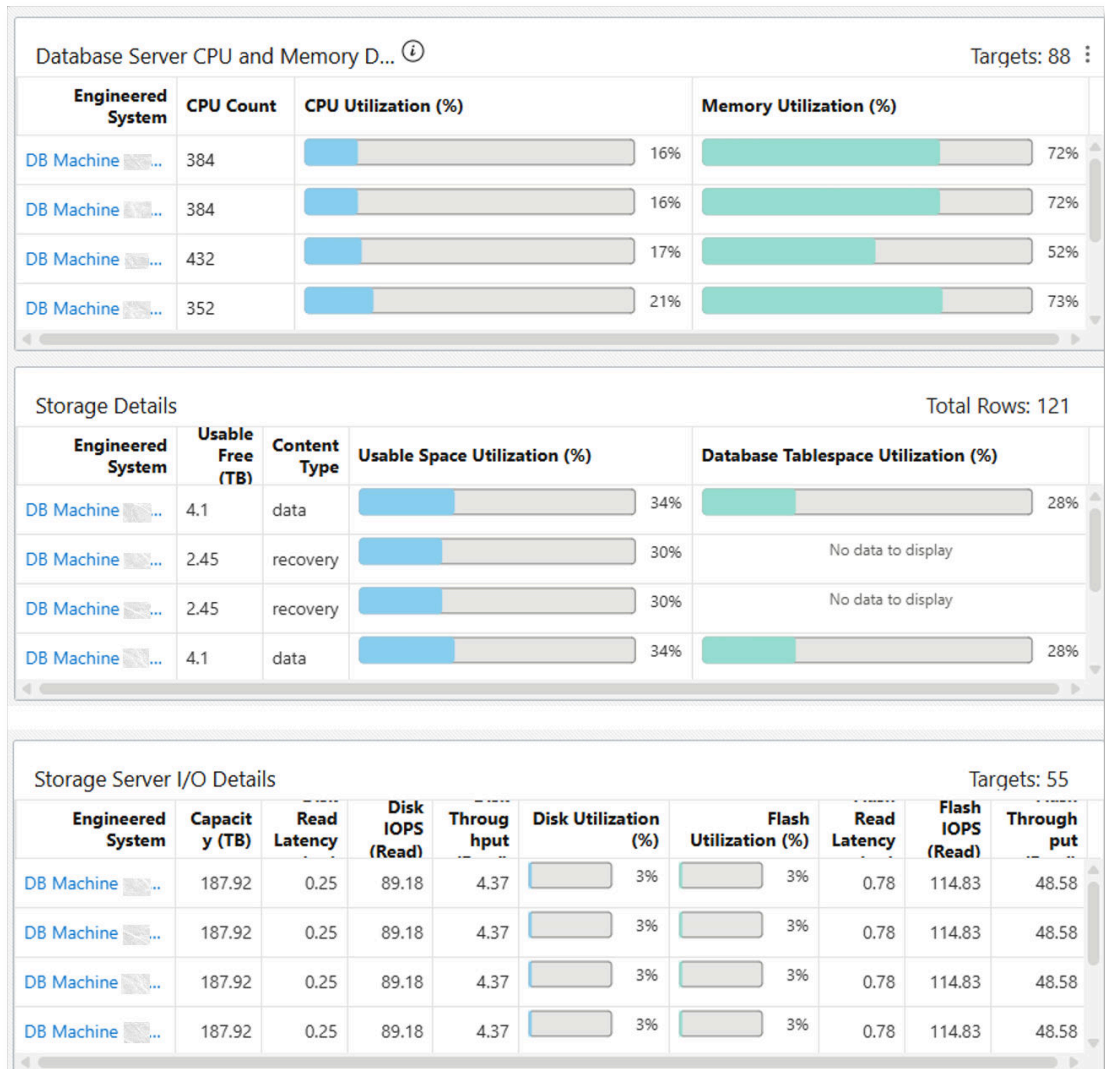 Database Server CPU and Memory D... i
Targets: 88
Engineered System
CPU Count
CPU Utilization (%)
Memory Utilization (%)
DB Machine ... 384 16% 72%
DB Machine ... 384 16% 72%
DB Machine ... 432 17% 52%
DB Machine ... 352 21% 73%
Storage Details
Total Rows: 121
Engineered System
Usable Free (TB)
Content Type
Usable Space Utilization (%)
Database Tablespace Utilization (%)
DB Machine ... 4.1 data 34% 28%
DB Machine ... 2.45 recovery 30% No data to display
DB Machine ... 2.45 recovery 30% No data to display
DB Machine ... 4.1 data 34% 28%
Storage Server I/O Details
Targets: 55
Engineered System
Capacit y (TB)
Read Latency
Disk IOPS (Read)
Throug hput
Disk Utilization (%)
Flash Utilization (%)
Read Latency
Flash IOPS (Read)
Through put
DB Machine ... 187.92 0.25 89.18 4.37 3% 3% 0.78 114.83 48.58
DB Machine ... 187.92 0.25 89.18 4.37 3% 3% 0.78 114.83 48.58
DB Machine ... 187.92 0.25 89.18 4.37 3% 3% 0.78 114.83 48.58
DB Machine ... 187.92 0.25 89.18 4.37 3% 3% 0.78 114.83 48.58